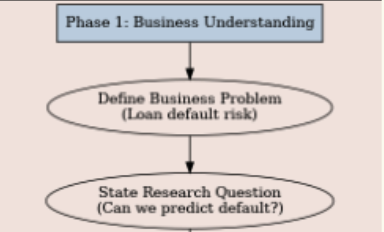 Phase 1: Business Understanding
Define Business Problem
(Loan default risk)
State Research Question
(Can we predict default?)